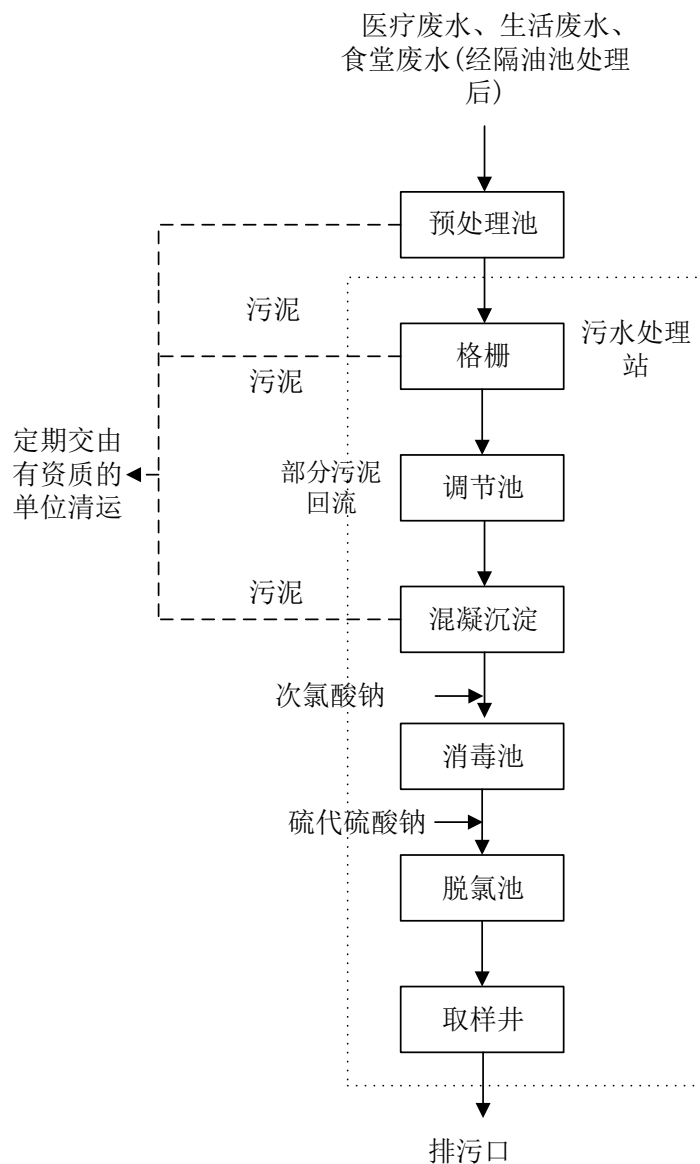 医疗废水、生活废水、
食堂废水(经隔油池处理
后)
预处理池
污泥
格栅
污水处理
站
污泥
定期交由
有资质的
单位清运
部分污泥
回流
调节池
污泥
混凝沉淀
次氯酸钠
消毒池
硫代硫酸钠
脱氯池
取样井
排污口